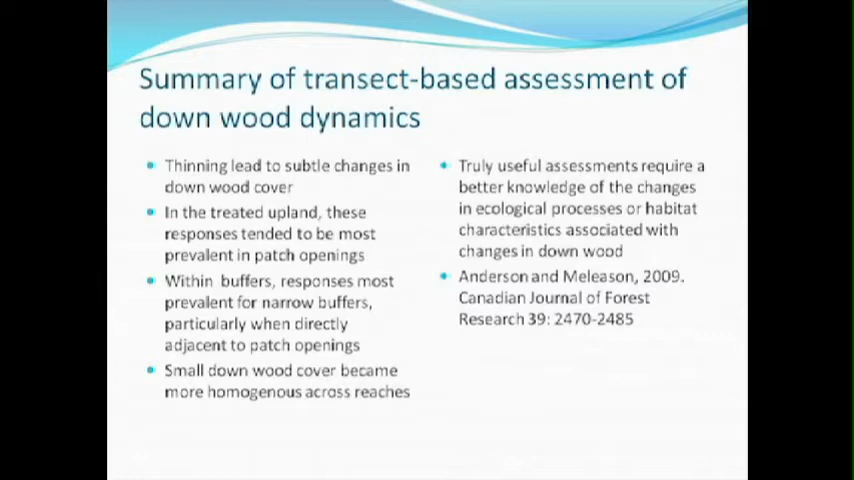 Summary of transect-based assessment of
down wood dynamics
Thinning lead to subtle changes in
down wood cover
In the treated upland, these
responses tended to be most
prevalent in patch openings
Within buffers, responses most
prevalent for narrow buffers,
particularly when directly
adjacent to patch openings
Small down wood cover became
more homogenous across reaches
Truly useful assessments require a
better knowledge of the changes
in ecological processes or habitat
characteristics associated with
changes in down wood
Anderson and Meleason, 2009.
Canadian Journal of Forest
Research 39: 2470-2485